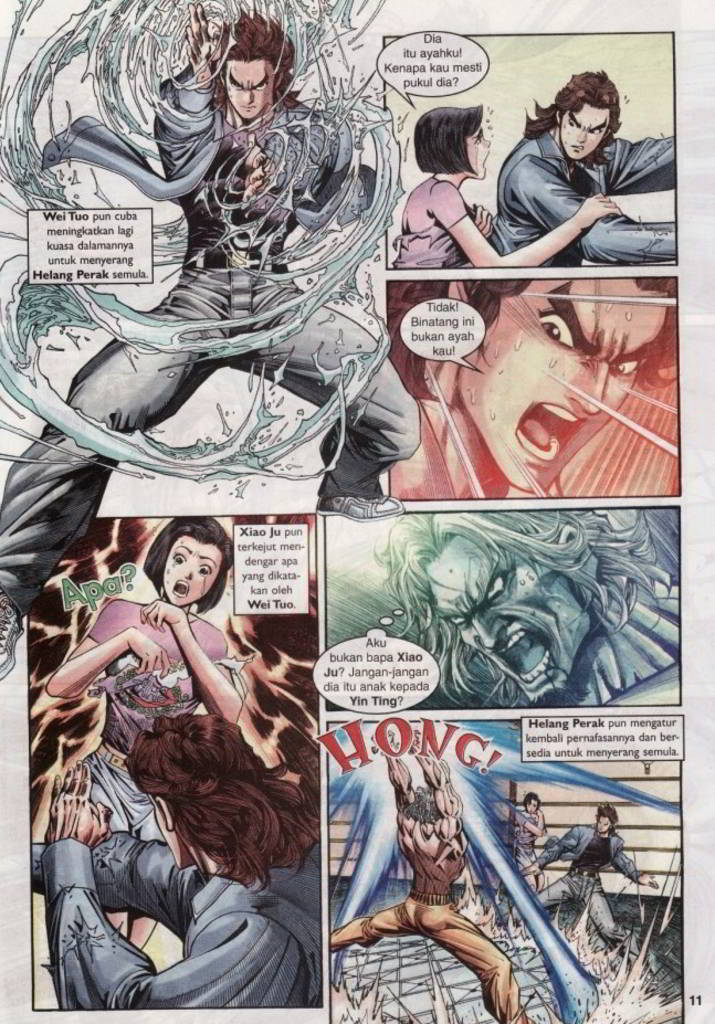 Wei Tuo pun cuba
meningkatkan lagi
kuasa dalamannya
untuk menyerang
Helang Perak semula.
Dia
itu ayahku!
Kenapa kau mesti
pukul dia?
Tidak!
Binatang ini
bukan ayah
kau!
Apa?
Xiao Ju pun
terkejut men-
dengar apa
yang dikata-
kan oleh
Wei Tuo.
Aku
bukan bapa Xiao
Ju? Jangan-jangan
dia itu anak kepada
Yin Ting?
HONG!
Helang Perak pun mengatur
kembali pernafasannya dan ber-
sedia untuk menyerang semula.
11